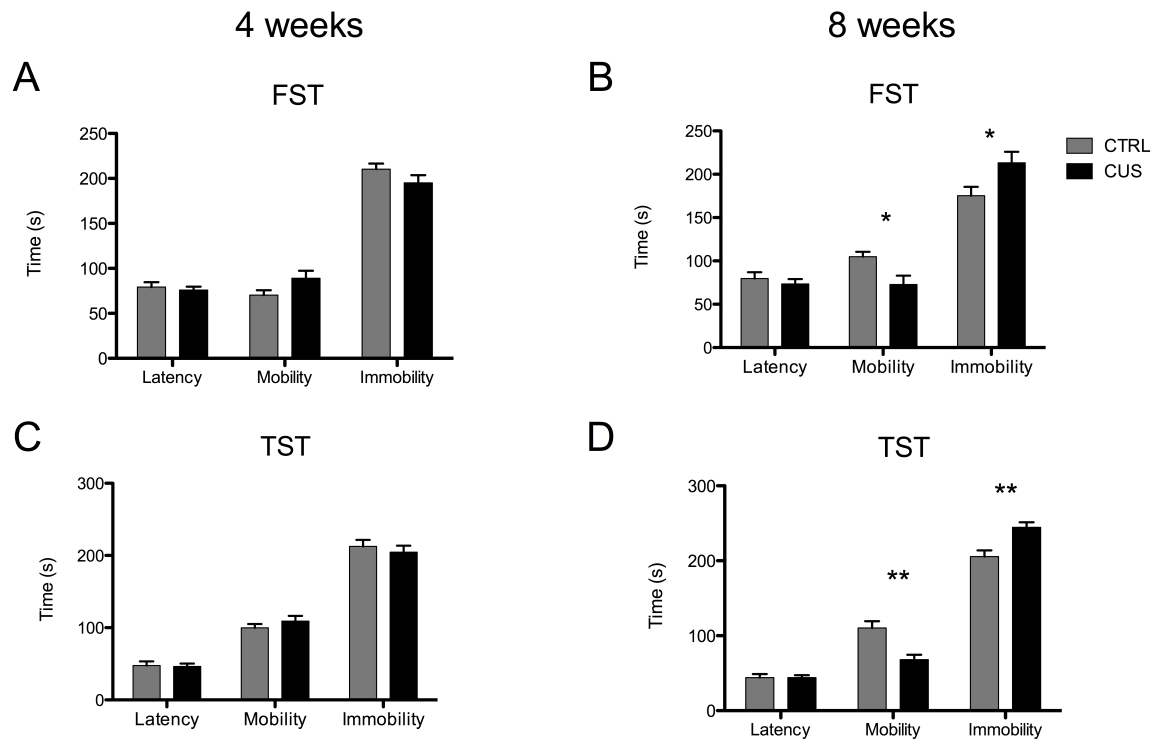 4 weeks
8 weeks
A
FST
250
200
150
100
50
0
Time (s)
Latency Mobility Immobility
B
FST
250
200
150
100
50
0
Time (s)
*
*
Latency Mobility Immobility
CTRL
CUS
C
TST
300
200
100
0
Time (s)
Latency Mobility Immobility
D
TST
300
200
100
0
Time (s)
**
**
Latency Mobility Immobility